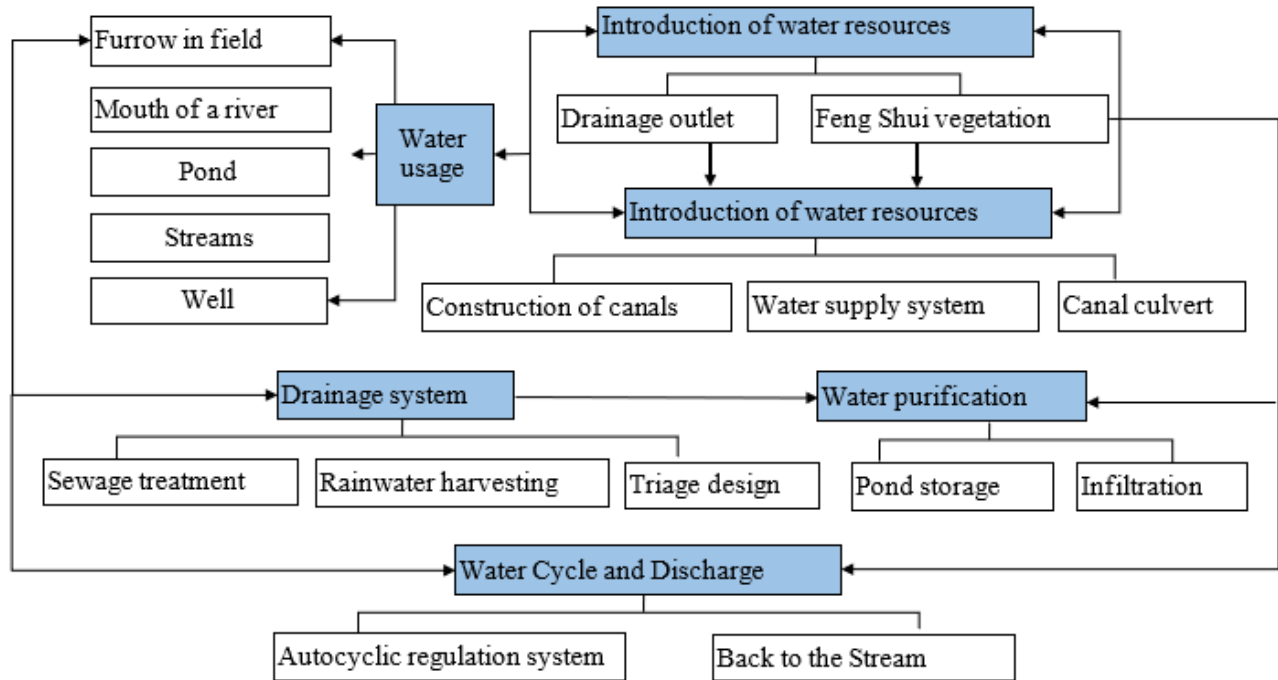 Furrow in field
Introduction of water resources
Mouth of a river
Drainage outlet
Feng Shui vegetation
Water
usage
Pond
Introduction of water resources
Streams
Well
Construction of canals
Water supply system
Canal culvert
Drainage system
Water purification
Sewage treatment
Rainwater harvesting
Triage design
Pond storage
Infiltration
Water Cycle and Discharge
Autocyclic regulation system
Back to the Stream